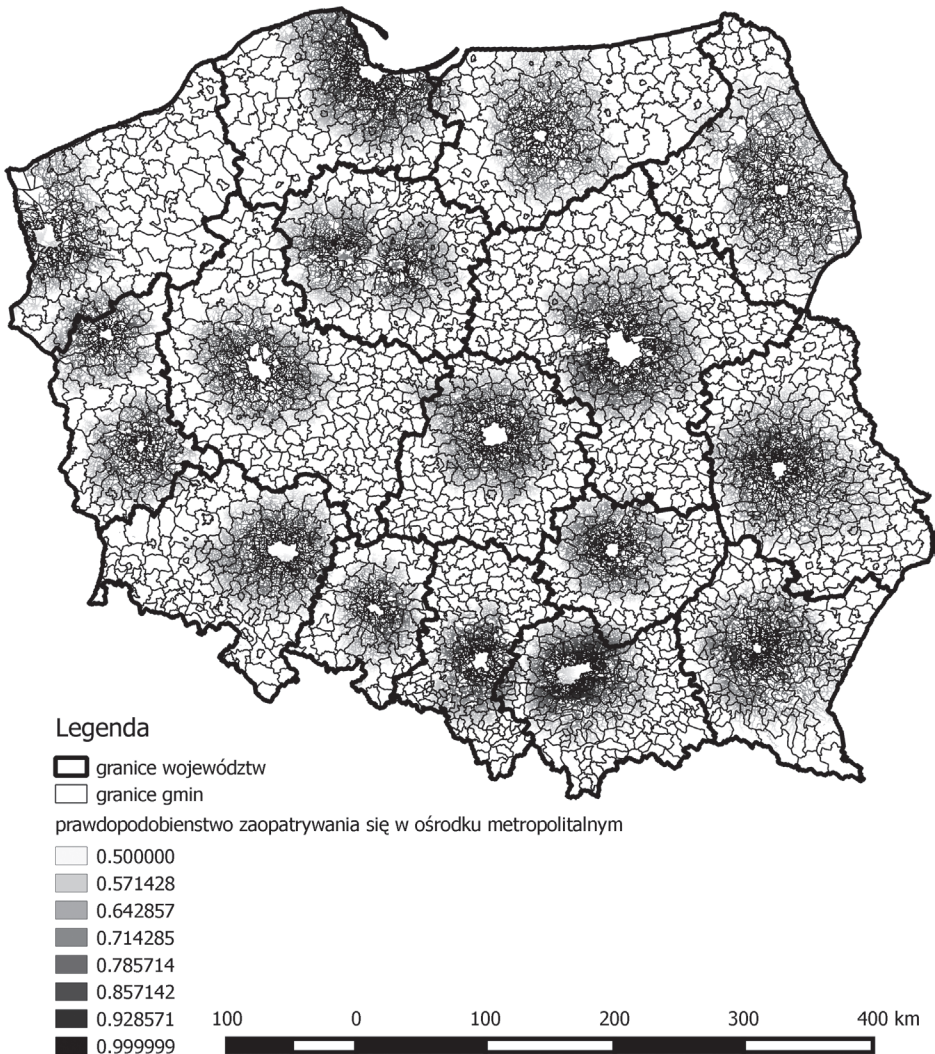 Legenda
granice województw
granice gmin
prawdopodobienstwo zaopatrywania się w ośrodku metropolitalnym
0.500000
0.571428
0.642857
0.714285
0.785714
0.857142
0.928571
0.999999
100 0 100 200 300 400 km